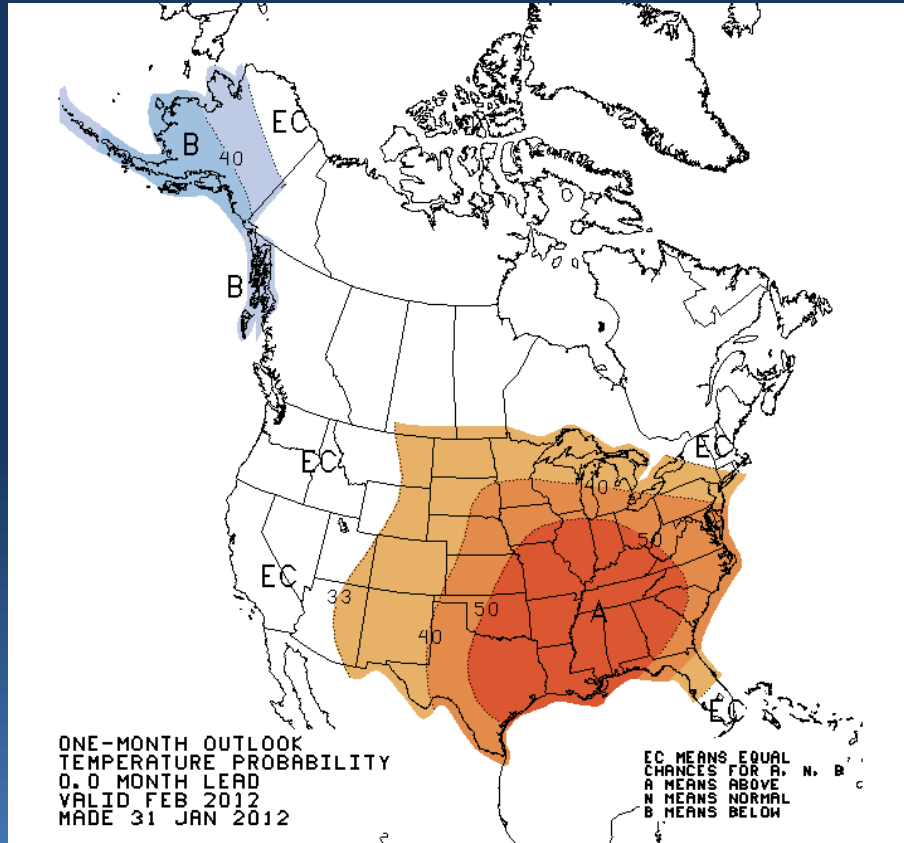 EC
B
40
B
EC
EC
40
50
EC
33
50
A
40
EC
ONE-MONTH OUTLOOK
TEMPERATURE PROBABILITY
0.0 MONTH LEAD
VALID FEB 2012
MADE 31 JAN 2012
EC MEANS EQUAL
CHANCES FOR A, N, B
A MEANS ABOVE
N MEANS NORMAL
B MEANS BELOW
C